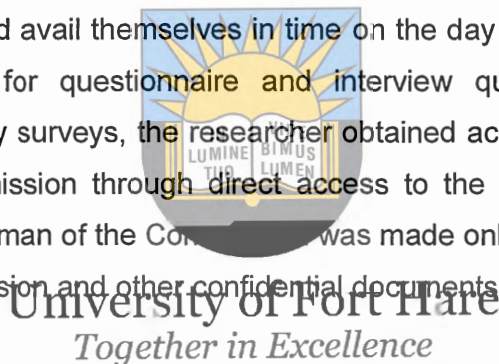 d avail themselves in time on the day
for questionnaire and interview qu
y surveys, the researcher obtained ac
LUMINE BIMUS
TUO LUMEN
ission through direct access to the
man of the Co was made onl
sion and other confidential documents
University of Fort Hare
Together in Excellence